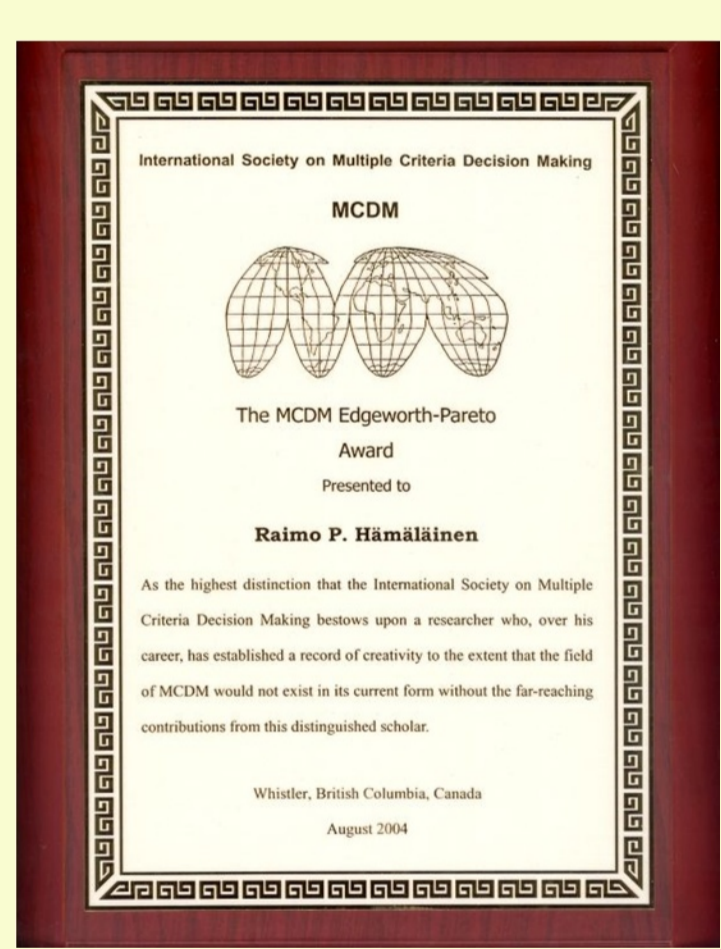 International Society on Multiple Criteria Decision Making
MCDM
The MCDM Edgeworth-Pareto
Award
Presented to
Raimo P. Hämäläinen
As the highest distinction that the International Society on Multiple
Criteria Decision Making bestows upon a researcher who, over his
career, has established a record of creativity to the extent that the field
of MCDM would not exist in its current form without the far-reaching
contributions from this distinguished scholar.
Whistler, British Columbia, Canada
August 2004